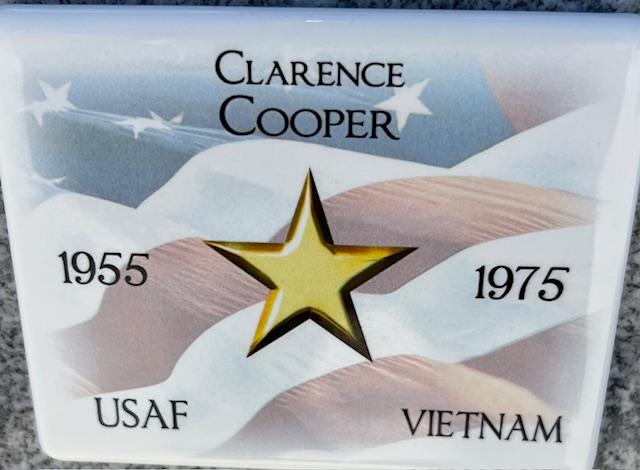 CLARENCE
COOPER
1955 1975
USAF VIETNAM